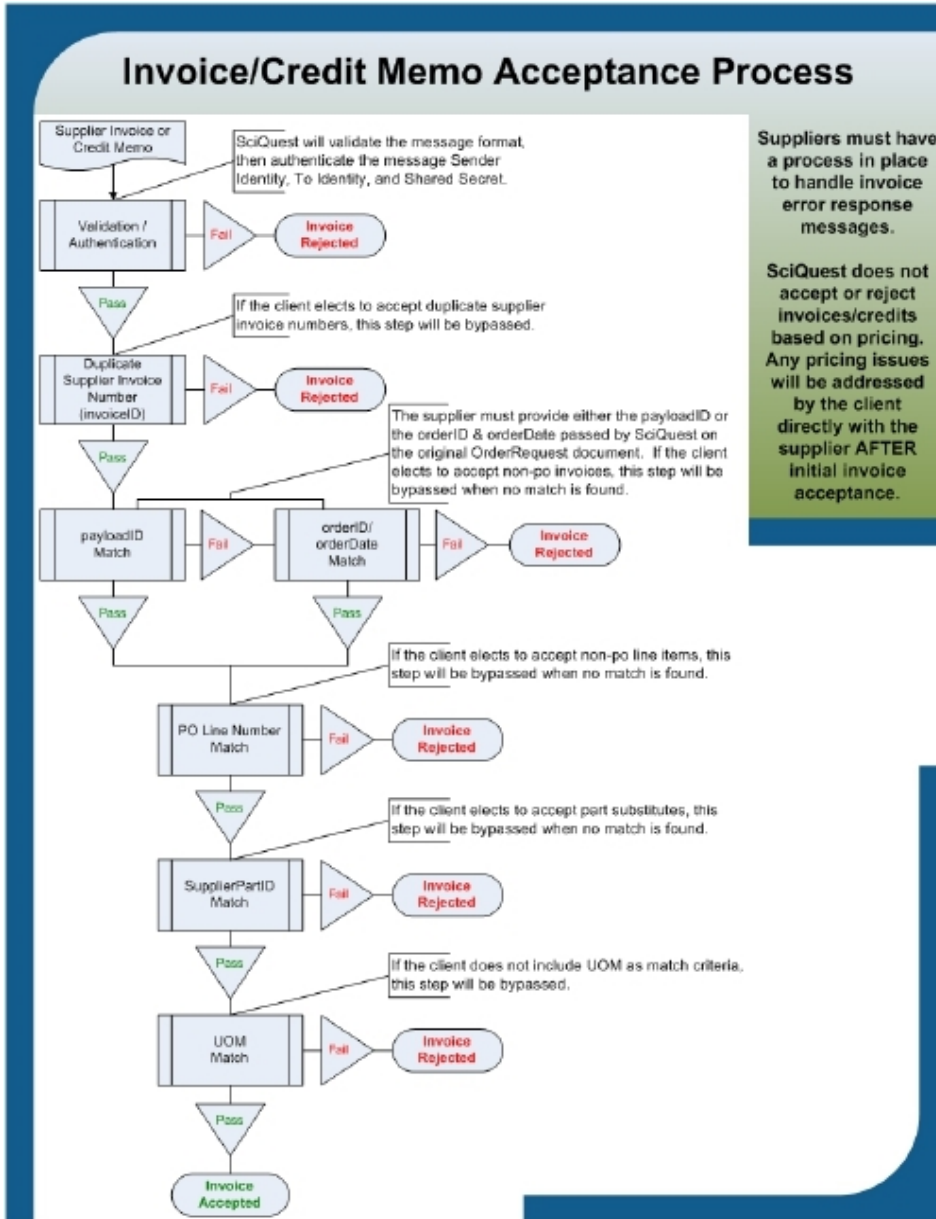 Invoice/Credit Memo Acceptance Process
Supplier Invoice or
Credit Memo
SciQuest will validate the message format,
then authenticate the message Sender
Identity, To Identity, and Shared Secret.
Suppliers must have
a process in place
to handle invoice
error response
messages.
SciQuest does not
accept or reject
invoices/credits
based on pricing.
Any pricing issues
will be addressed
by the client
directly with the
supplier AFTER
initial invoice
acceptance.
Validation /
Authentication
Fail
Invoice
Rejected
Pass
If the client elects to accept duplicate supplier
invoice numbers, this step will be bypassed.
Duplicate
Supplier Invoice
Number
(invoiceID)
Fail
Invoice
Rejected
Pass
The supplier must provide either the payloadID or
the orderID & orderDate passed by SciQuest on
the original OrderRequest document.  If the client
elects to accept non-po invoices, this step will be
bypassed when no match is found.
payloadID
Match
Fail
orderID/
orderDate
Match
Fail
Invoice
Rejected
Pass
Pass
If the client elects to accept non-po line items, this
step will be bypassed when no match is found.
PO Line Number
Match
Fail
Invoice
Rejected
Pass
If the client elects to accept part substitutes, this
step will be bypassed when no match is found.
SupplierPartID
Match
Fail
Invoice
Rejected
Pass
If the client does not include UOM as match criteria,
this step will be bypassed.
UOM
Match
Fail
Invoice
Rejected
Pass
Invoice
Accepted